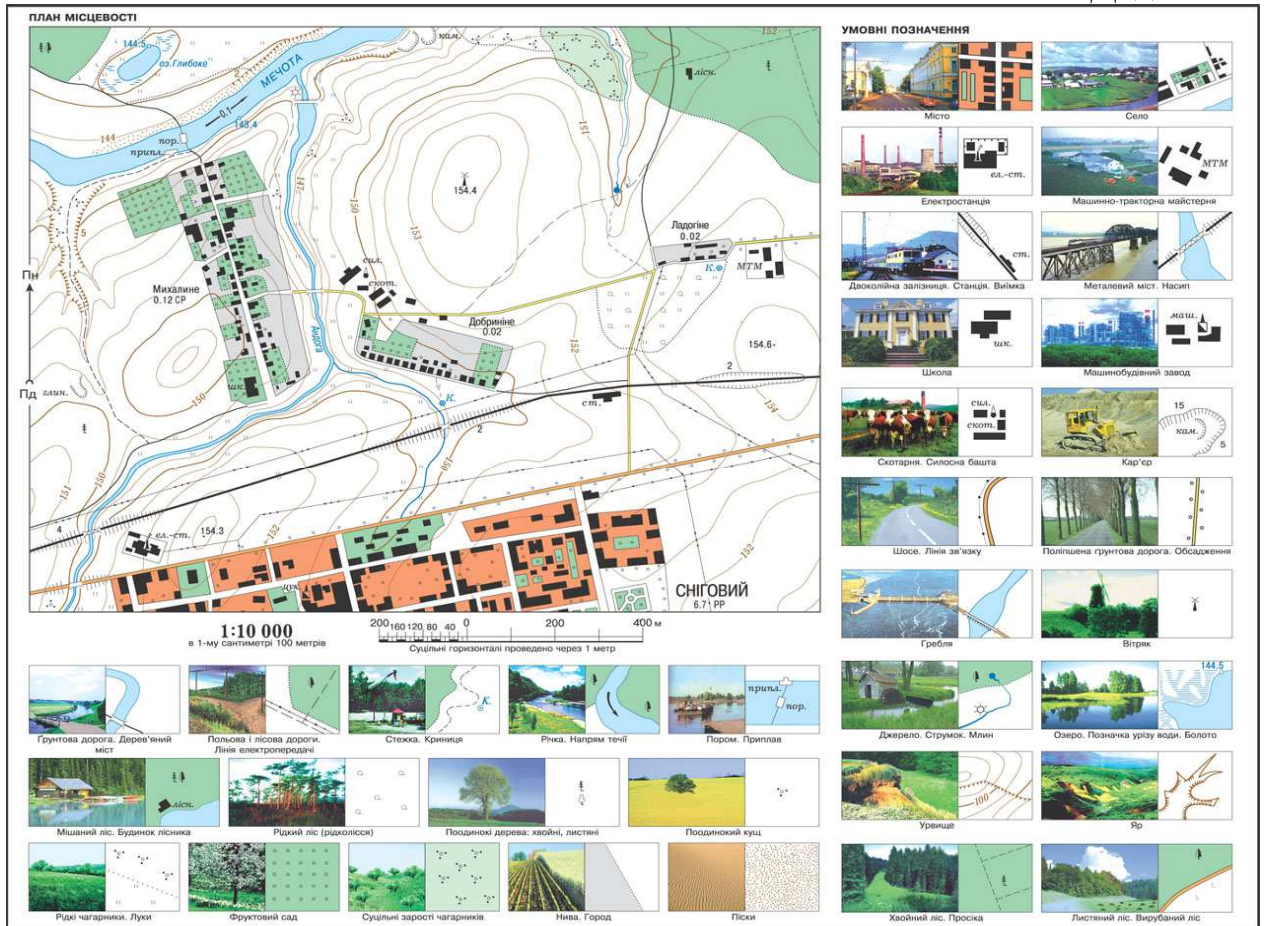 ПЛАН МІСЦЕВОСТІ
144.5
оз. Глибоке
МЕЧОТА
0.1
143.4
144
пор.
припл.
2
кам.
152
лісн.
151
147
5
150
153
154.4
Пн
Пд
Михалине
0.12 СР
сил.
скот.
Ладогіне
0.02
К.
МТМ
Добриніне
0.02
Андога
152
154.6
2
154
шк.
глин.
150
К.
ст.
2
151
150
4
ел.-ст.
154.3
152
151
152
цук.
СНІГОВИЙ
6.7 РР
1:10 000
в 1-му сантиметрі 100 метрів
200 160 120 80 40 0 200 400 м
Суцільні горизонталі проведено через 1 метр
УМОВНІ ПОЗНАЧЕННЯ
Місто
Село
ел.-ст.
МТМ
Електростанція
Машинно-тракторна майстерня
ст.
Двоколійна залізниця. Станція. Виїмка
Металевий міст. Насип
шк.
маш.
Школа
Машинобудівний завод
сил.
скот.
15
кам.
5
Скотарня. Силосна башта
Кар'єр
Шосе. Лінія зв'язку
Поліпшена ґрунтова дорога. Обсадження
Гребля
Вітряк
144.5
Джерело. Струмок. Млин
Озеро. Позначка урізу води. Болото
100
Урвище
Яр
Хвойний ліс. Просіка
Листяний ліс. Вирубаний ліс
К.
припл.
пор.
Ґрунтова дорога. Дерев'яний
міст
Польова і лісова дороги.
Лінія електропередачі
Стежка. Криниця
Річка. Напрям течії
Пором. Приплав
лісн.
Мішаний ліс. Будинок лісника
Рідкий ліс (рідколісся)
Поодинокі дерева: хвойні, листяні
Поодинокий кущ
Рідкі чагарники. Луки
Фруктовий сад
Суцільні зарості чагарників
Нива. Город
Піски